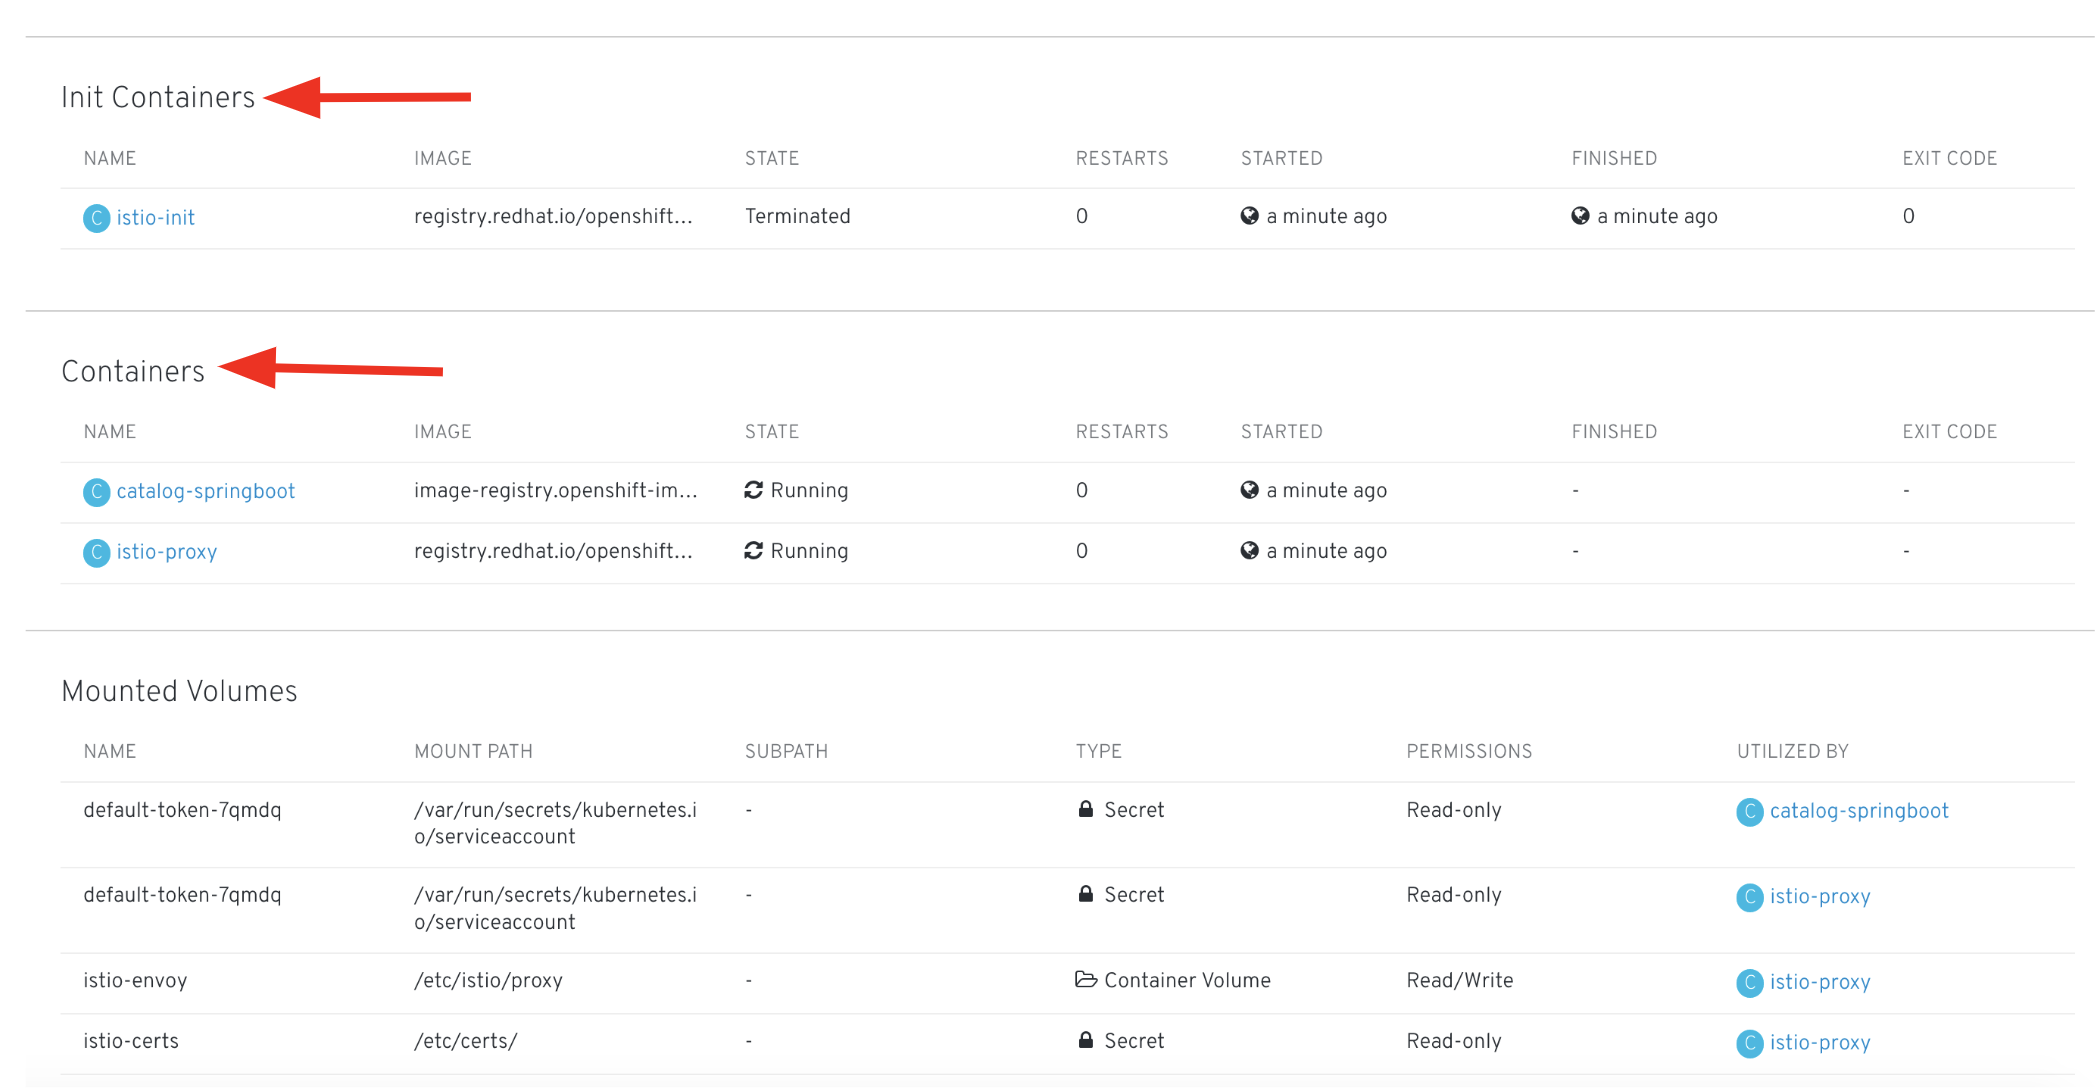 Init Containers
NAME IMAGE STATE RESTARTS STARTED FINISHED EXIT CODE
C istio-init registry.redhat.io/openshift... Terminated 0 a minute ago a minute ago 0
Containers
NAME IMAGE STATE RESTARTS STARTED FINISHED EXIT CODE
C catalog-springboot image-registry.openshift-im... Running 0 a minute ago - -
C istio-proxy registry.redhat.io/openshift... Running 0 a minute ago - -
Mounted Volumes
NAME MOUNT PATH SUBPATH TYPE PERMISSIONS UTILIZED BY
default-token-7qmdq /var/run/secrets/kubernetes.i - Secret Read-only C catalog-springboot
o/serviceaccount
default-token-7qmdq /var/run/secrets/kubernetes.i - Secret Read-only C istio-proxy
o/serviceaccount
istio-envoy /etc/istio/proxy - Container Volume Read/Write C istio-proxy
istio-certs /etc/certs/ - Secret Read-only C istio-proxy